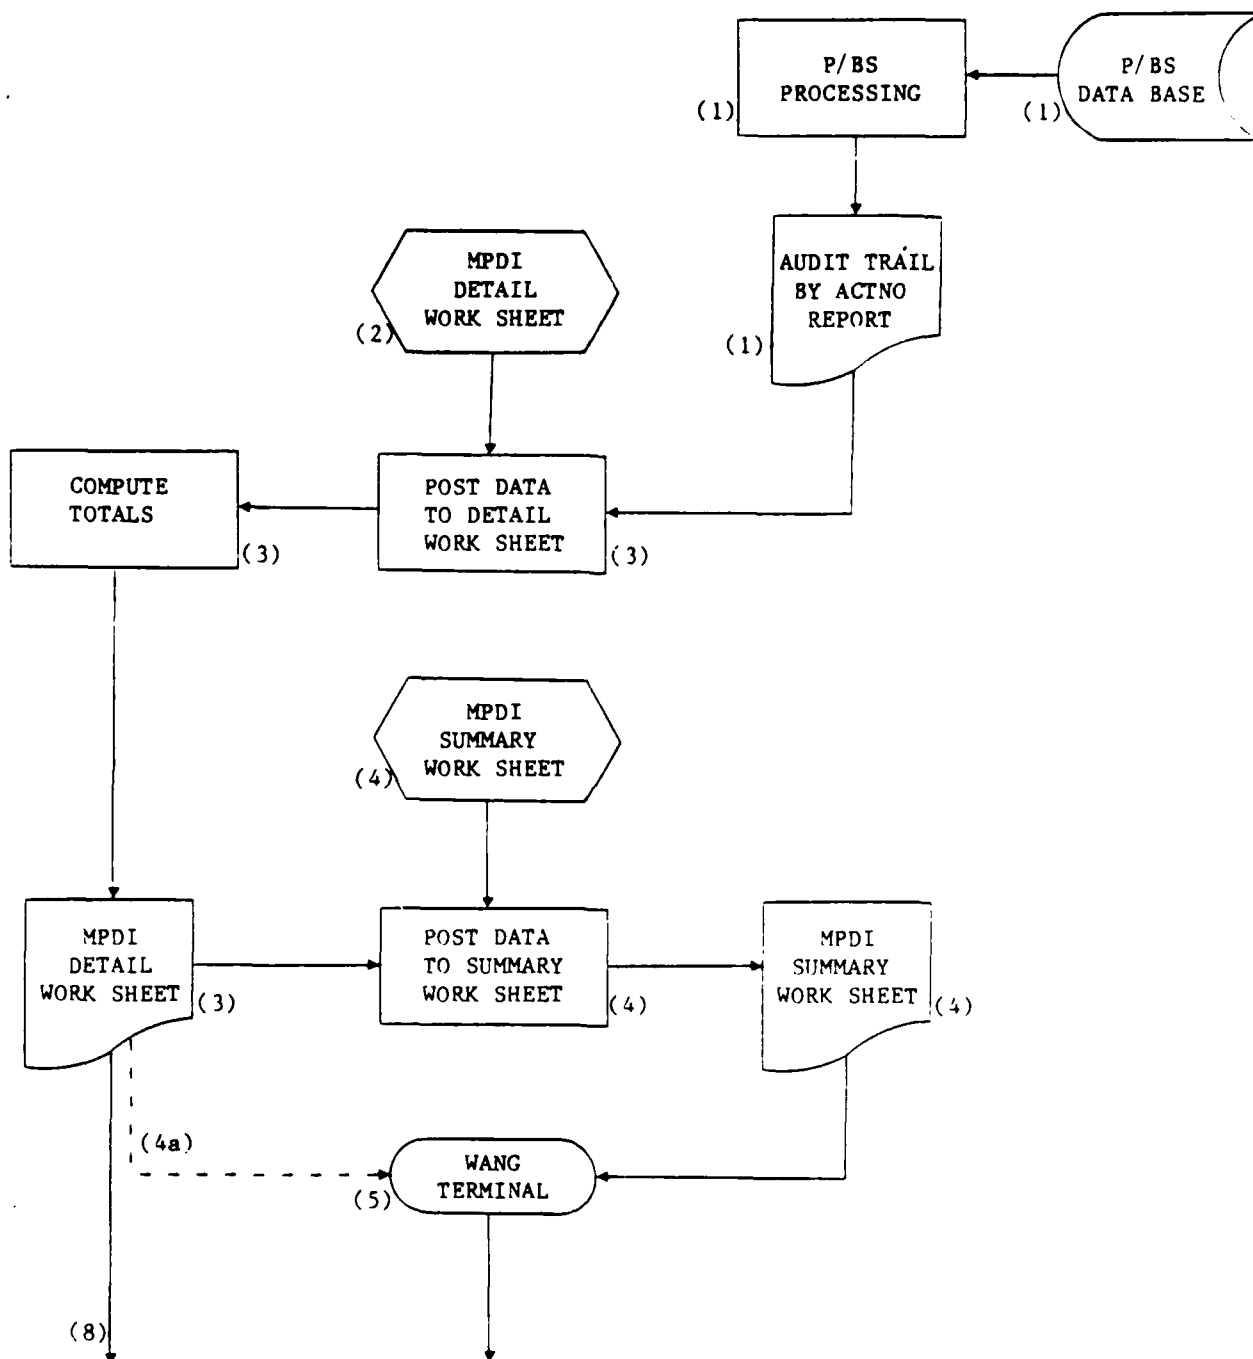 P/BS
PROCESSING
(1)
P/BS
DATA BASE
(1)
AUDIT TRAIL
BY ACTNO
REPORT
(1)
MPDI
DETAIL
WORK SHEET
(2)
COMPUTE
TOTALS
(3)
POST DATA
TO DETAIL
WORK SHEET
(3)
MPDI
SUMMARY
WORK SHEET
(4)
MPDI
DETAIL
WORK SHEET
(3)
POST DATA
TO SUMMARY
WORK SHEET
(4)
MPDI
SUMMARY
WORK SHEET
(4)
(4a)
WANG
TERMINAL
(5)
(8)